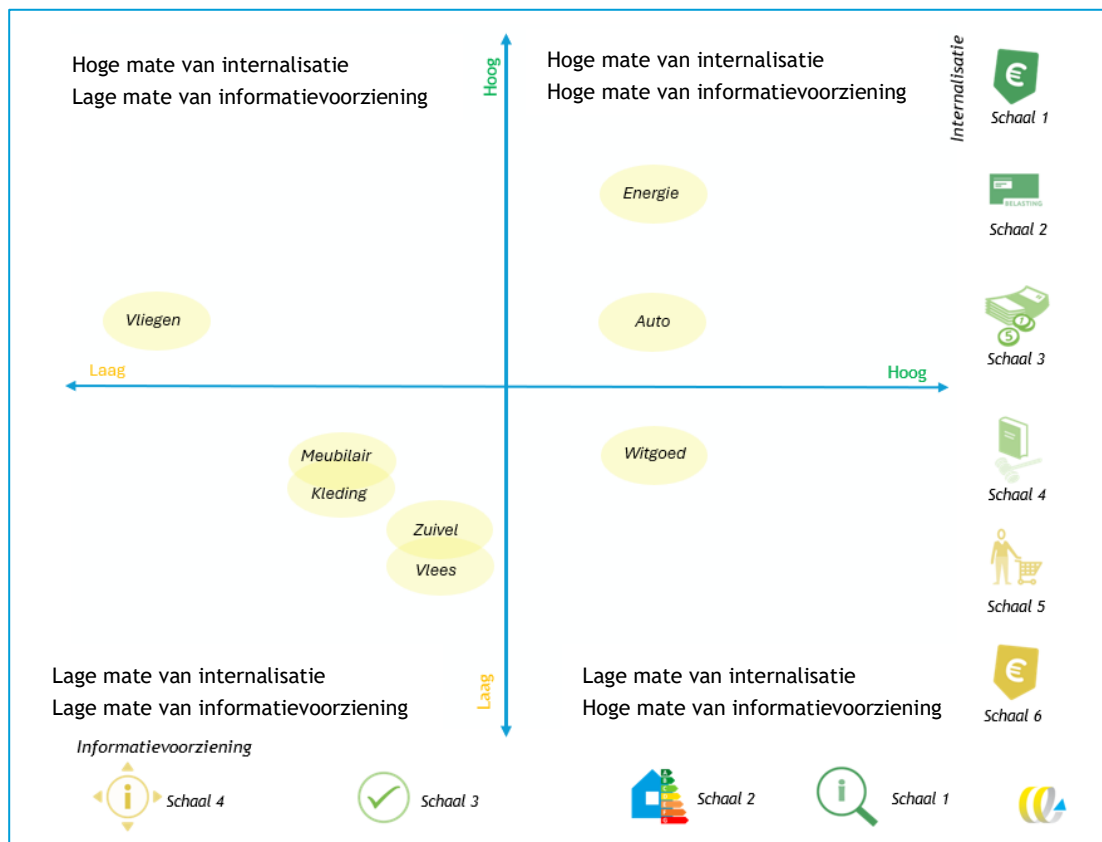 Hoge mate van internalisatie
Lage mate van informatievoorziening
Hoog
Hoge mate van internalisatie
Hoge mate van informatievoorziening
Internalisatie
€
Schaal 1
Energie
BELASTING
Schaal 2
Vliegen
Auto
1
5
Schaal 3
Laag
Hoog
Meubilair
Kleding
Witgoed
Schaal 4
Zuivel
Vlees
Schaal 5
Lage mate van internalisatie
Lage mate van informatievoorziening
Laag
Lage mate van internalisatie
Hoge mate van informatievoorziening
€
Schaal 6
Informatievoorziening
i
Schaal 4
Schaal 3
Schaal 2
i
Schaal 1